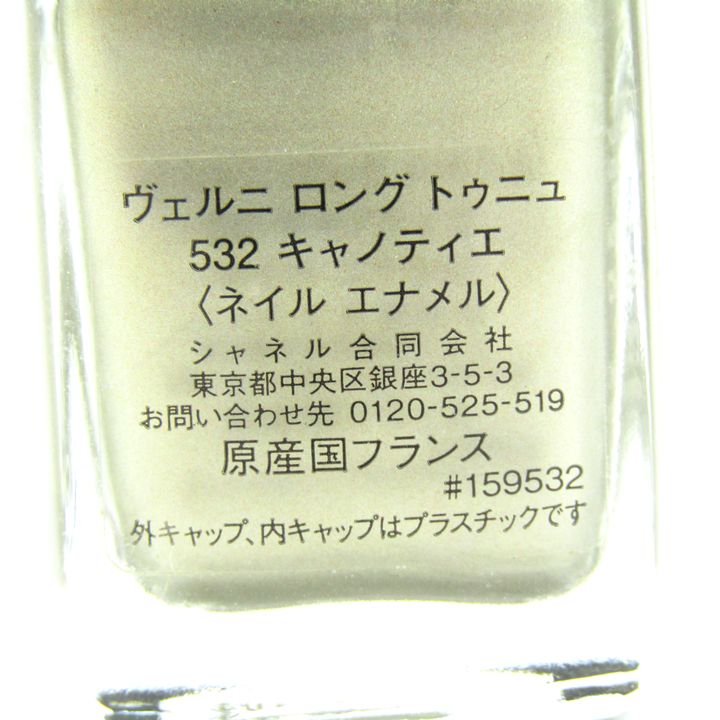 ヴェルニ ロング トゥニュ
532 キャノティエ
〈ネイル エナメル〉
シャネル合同会社
東京都中央区銀座3-5-3
お問い合わせ先 0120-525-519
原産国フランス
#159532
外キャップ、内キャップはプラスチックです